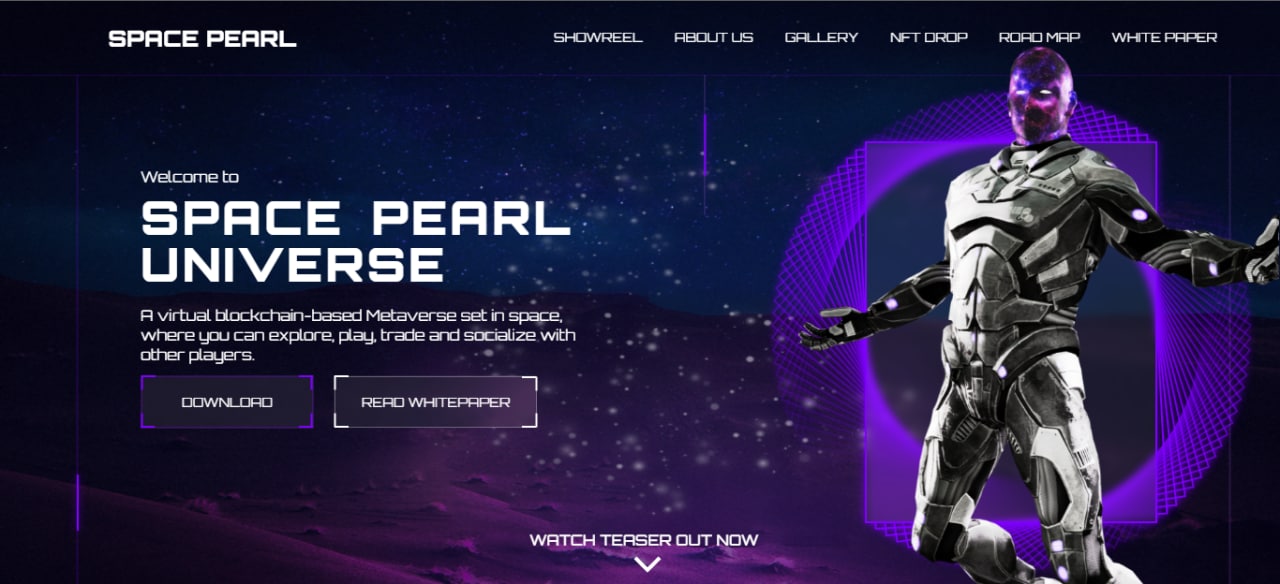 SPACE PEARL
SHOWREEL ABOUT US GALLERY NFT DROP ROAD MAP WHITE PAPER
Welcome to
SPACE PEARL
UNIVERSE
A virtual blockchain-based Metaverse set in space,
where you can explore, play, trade and socialize with
other players.
DOWNLOAD READ WHITEPAPER
WATCH TEASER OUT NOW